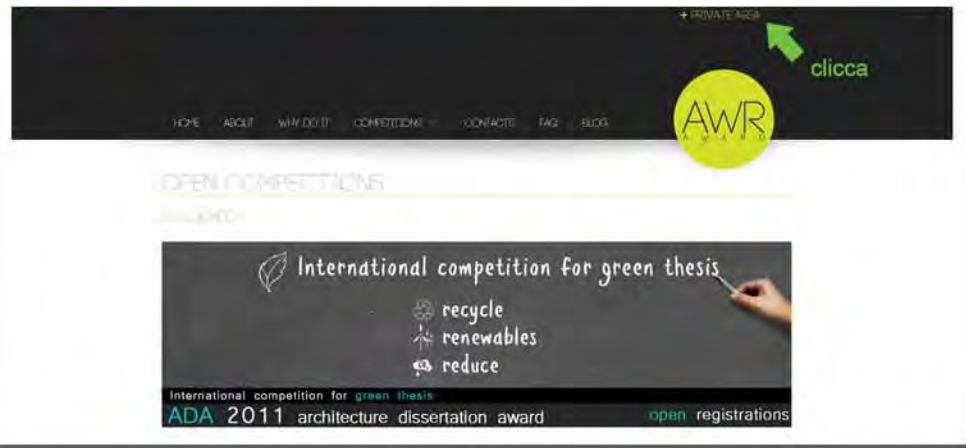 + PRIVATE AREA
clicca
HOME ABOUT WHY DO IT COMPETITIONS CONTACTS FAQ BLOG
AWR
AWARD
OPEN COMPETITIONS
International competition for green thesis
recycle
renewables
reduce
International competition for green thesis
ADA 2011 architecture dissertation award open registrations